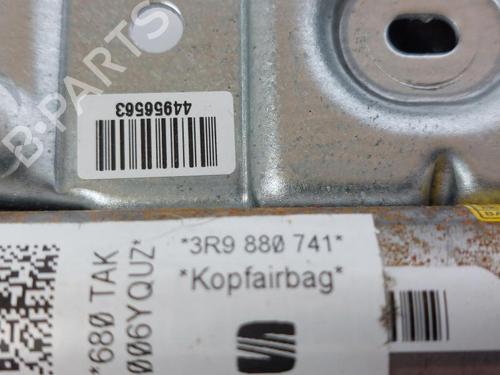 44956563
*3R9 880 741*
*Kopfairbag*
*680 TAK
006YQUZ*
B-PARTS